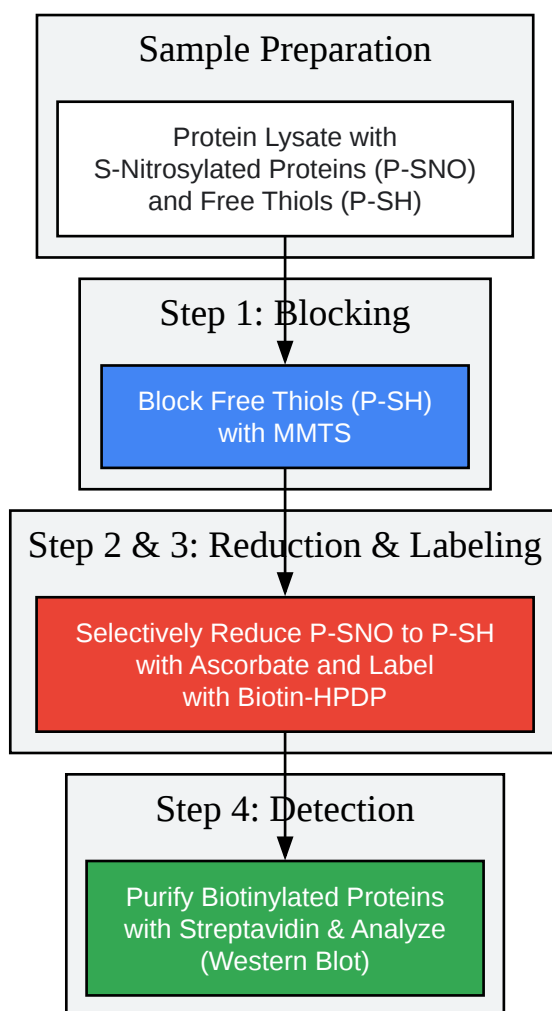 Sample Preparation
Protein Lysate with
S-Nitrosylated Proteins (P-SNO)
and Free Thiols (P-SH)
Step 1: Blocking
Block Free Thiols (P-SH)
with MMTS
Step 2 & 3: Reduction & Labeling
Selectively Reduce P-SNO to P-SH
with Ascorbate and Label
with Biotin-HPDP
Step 4: Detection
Purify Biotinylated Proteins
with Streptavidin & Analyze
(Western Blot)